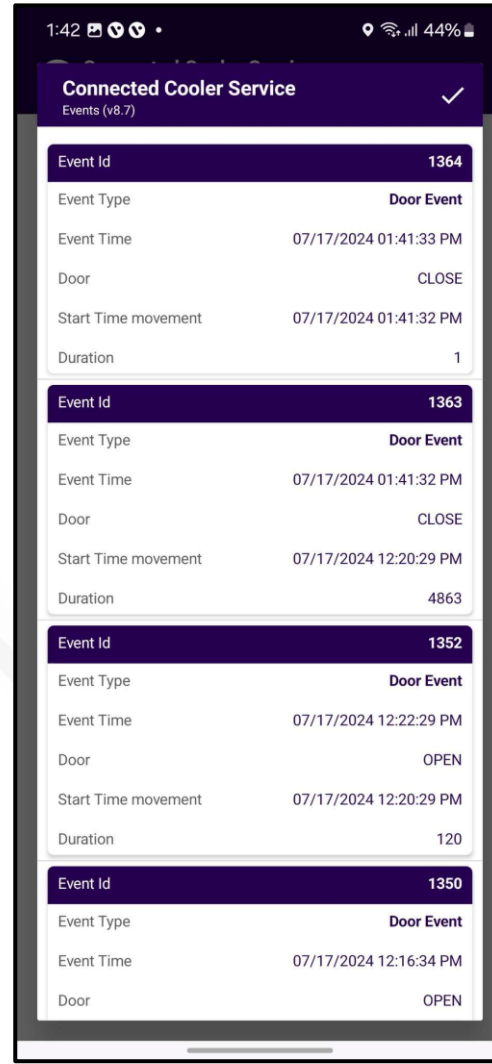 1:42 44%
Connected Cooler Service
Events (v8.7)
Event Id 1364
Event Type Door Event
Event Time 07/17/2024 01:41:33 PM
Door CLOSE
Start Time movement 07/17/2024 01:41:32 PM
Duration 1
Event Id 1363
Event Type Door Event
Event Time 07/17/2024 01:41:32 PM
Door CLOSE
Start Time movement 07/17/2024 12:20:29 PM
Duration 4863
Event Id 1352
Event Type Door Event
Event Time 07/17/2024 12:22:29 PM
Door OPEN
Start Time movement 07/17/2024 12:20:29 PM
Duration 120
Event Id 1350
Event Type Door Event
Event Time 07/17/2024 12:16:34 PM
Door OPEN